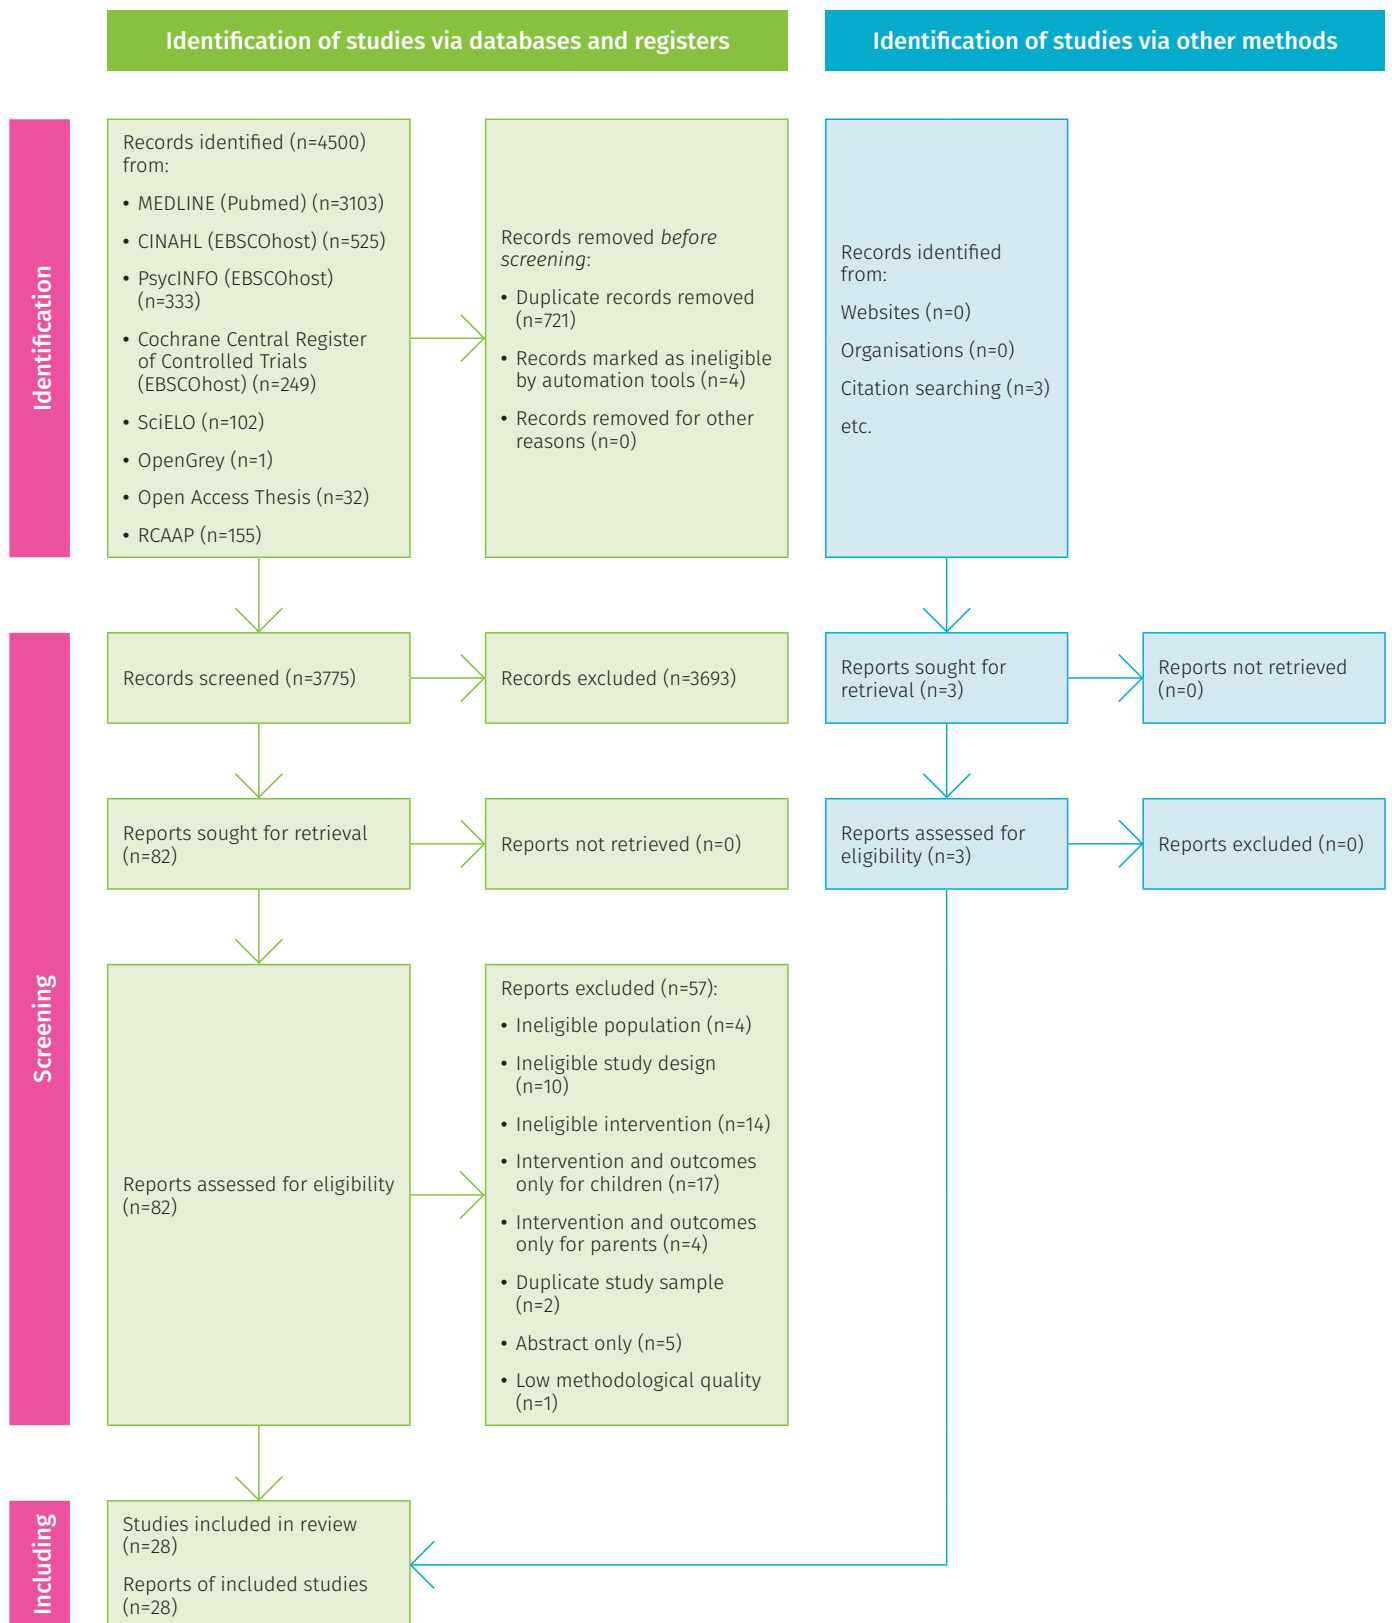 Identification of studies via databases and registers
Identification of studies via other methods
Identification
Records identified (n=4500)
from:
• MEDLINE (Pubmed) (n=3103)
• CINAHL (EBSCOhost) (n=525)
• PsycINFO (EBSCOhost)
(n=333)
• Cochrane Central Register
of Controlled Trials
(EBSCOhost) (n=249)
• SciELO (n=102)
• OpenGrey (n=1)
• Open Access Thesis (n=32)
• RCAAP (n=155)
Records removed before
screening:
• Duplicate records removed
(n=721)
• Records marked as ineligible
by automation tools (n=4)
• Records removed for other
reasons (n=0)
Records identified
from:
Websites (n=0)
Organisations (n=0)
Citation searching (n=3)
etc.
Screening
Records screened (n=3775)
Records excluded (n=3693)
Reports sought for
retrieval (n=3)
Reports not retrieved
(n=0)
Reports sought for retrieval
(n=82)
Reports not retrieved (n=0)
Reports assessed for
eligibility (n=3)
Reports excluded (n=0)
Reports assessed for eligibility
(n=82)
Reports excluded (n=57):
• Ineligible population (n=4)
• Ineligible study design
(n=10)
• Ineligible intervention (n=14)
• Intervention and outcomes
only for children (n=17)
• Intervention and outcomes
only for parents (n=4)
• Duplicate study sample
(n=2)
• Abstract only (n=5)
• Low methodological quality
(n=1)
Including
Studies included in review
(n=28)
Reports of included studies
(n=28)